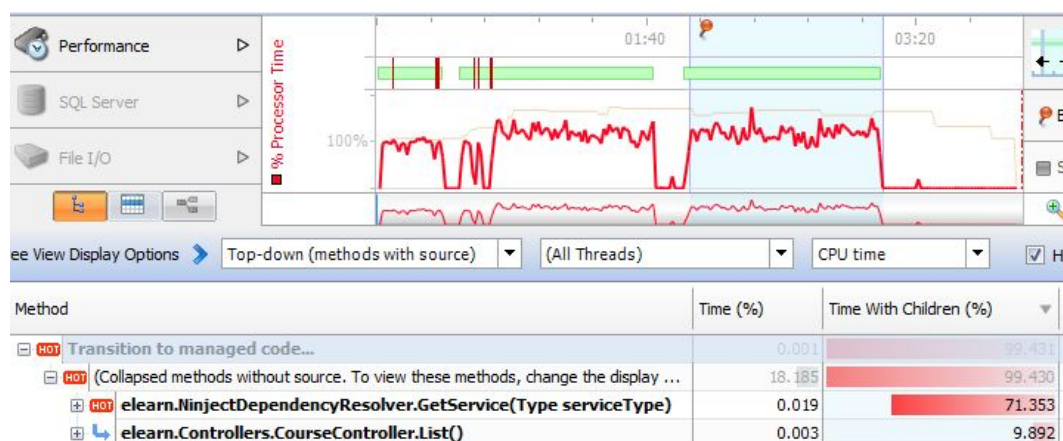 Performance
SQL Server
File I/O
% Processor Time
100%
01:40
03:20
ee View Display Options
Top-down (methods with source)
(All Threads)
CPU time
Method
Time (%)
Time With Children (%)
HOT Transition to managed code...
0.001
99.431
HOT (Collapsed methods without source. To view these methods, change the display ...
18.185
99.430
HOT elearn.NinjectDependencyResolver.GetService(Type serviceType)
0.019
71.353
elearn.Controllers.CourseController.List()
0.003
9.892